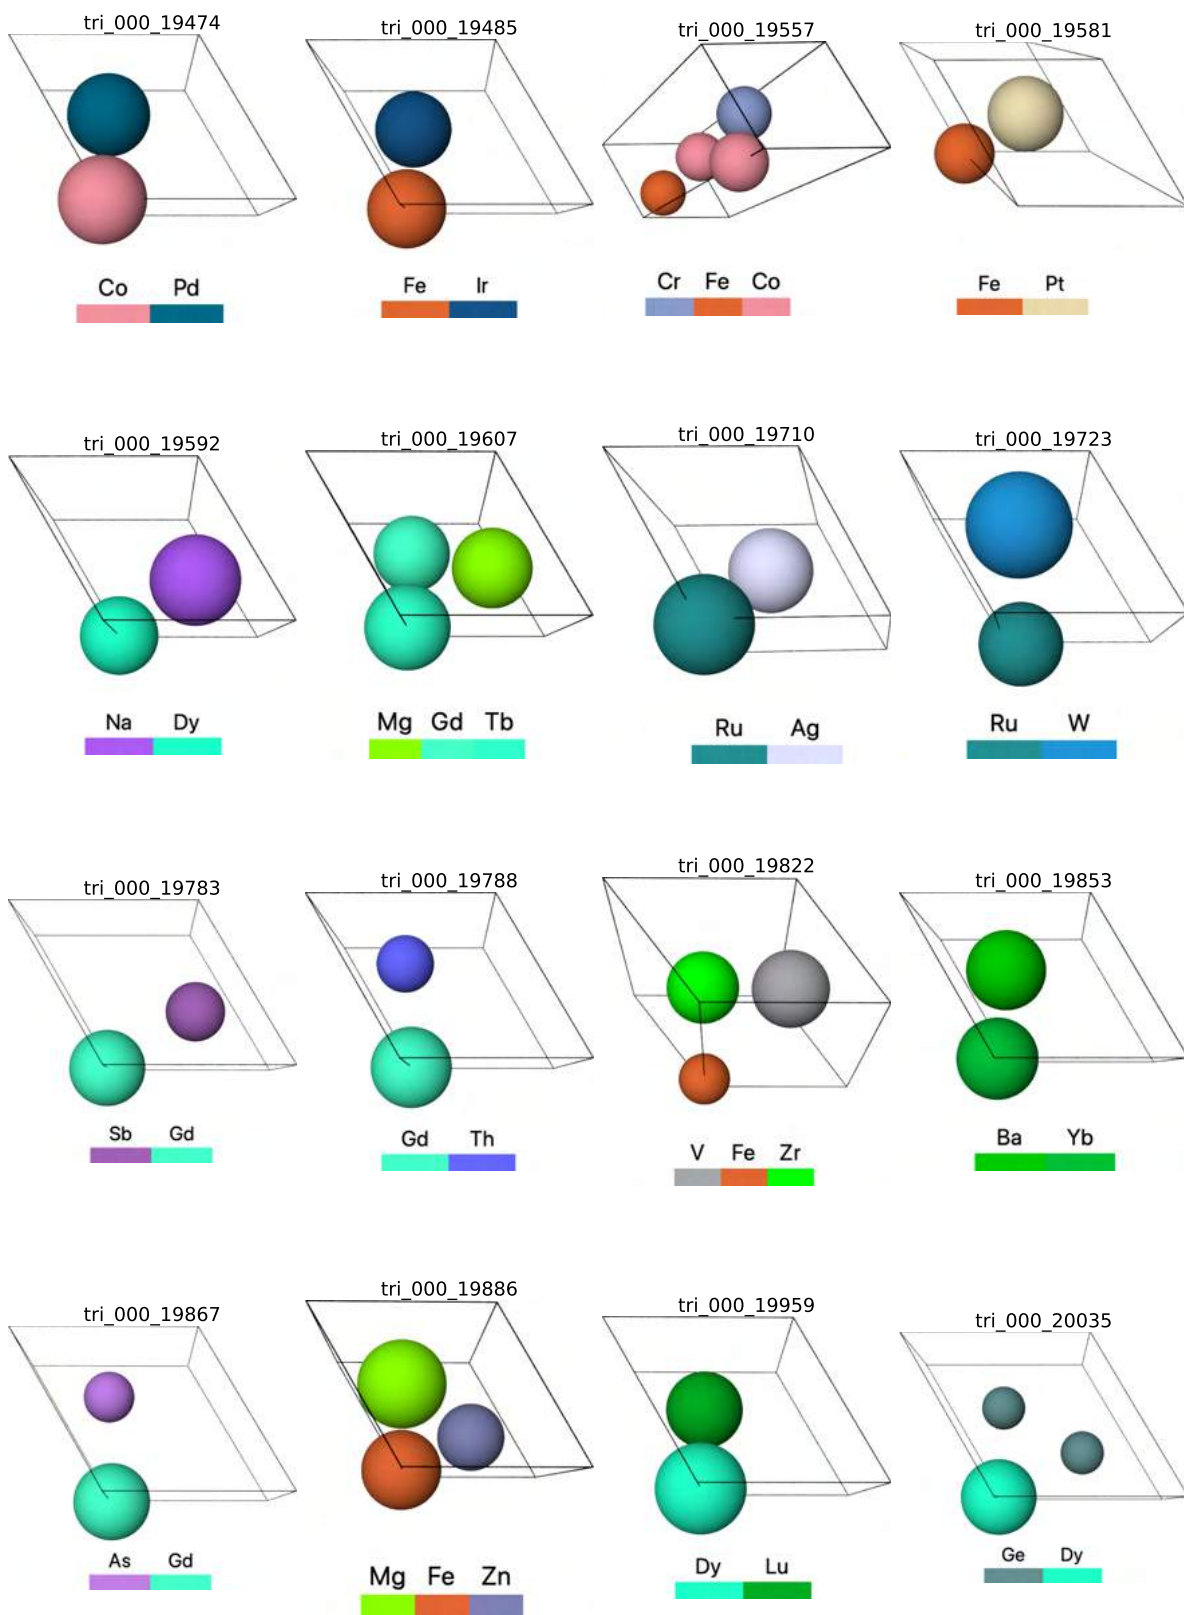 tri_000_19474
tri_000_19485
tri_000_19557
tri_000_19581
Co Pd
Fe Ir
Cr Fe Co
Fe Pt
tri_000_19592
tri_000_19607
tri_000_19710
tri_000_19723
Na Dy
Mg Gd Tb
Ru Ag
Ru W
tri_000_19783
tri_000_19788
tri_000_19822
tri_000_19853
Sb Gd
Gd Th
V Fe Zr
Ba Yb
tri_000_19867
tri_000_19886
tri_000_19959
tri_000_20035
As Gd
Mg Fe Zn
Dy Lu
Ge Dy